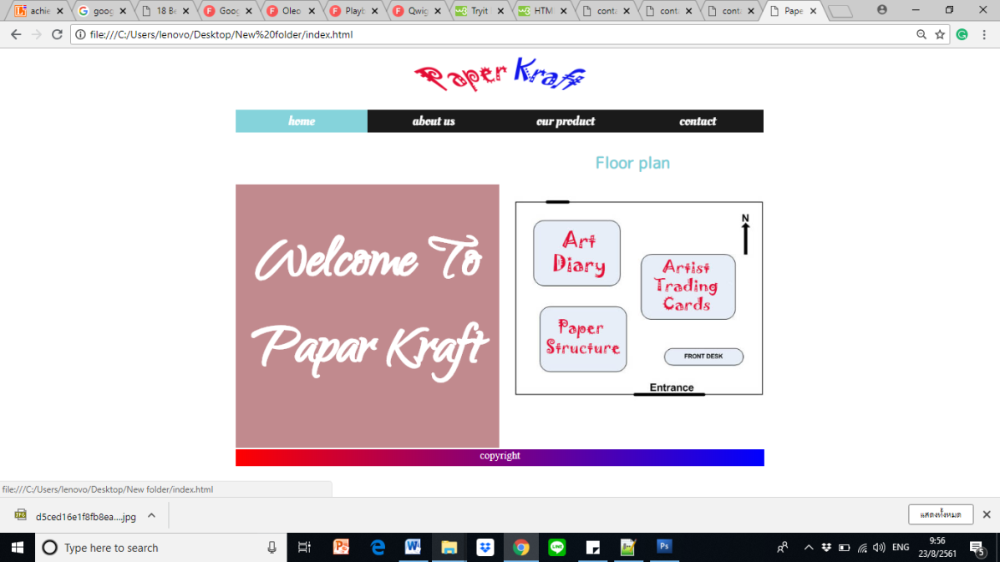 achie
goog
18 Be
Goog
Oleo
Playb
Qwig
Tryit
HTM
conta
conta
conta
Pape
file:///C:/Users/lenovo/Desktop/New%20folder/index.html
Paper Kraft
home
about us
our product
contact
Floor plan
Welcome To
Papar Kraft
N
Art
Diary
Artist
Trading
Cards
Paper
Structure
FRONT DESK
Entrance
copyright
file:///C:/Users/lenovo/Desktop/New folder/index.html
d5ced16e1f8fb8ea....jpg
แสดงทั้งหมด
Type here to search
ENG
9:56
23/8/2561
5